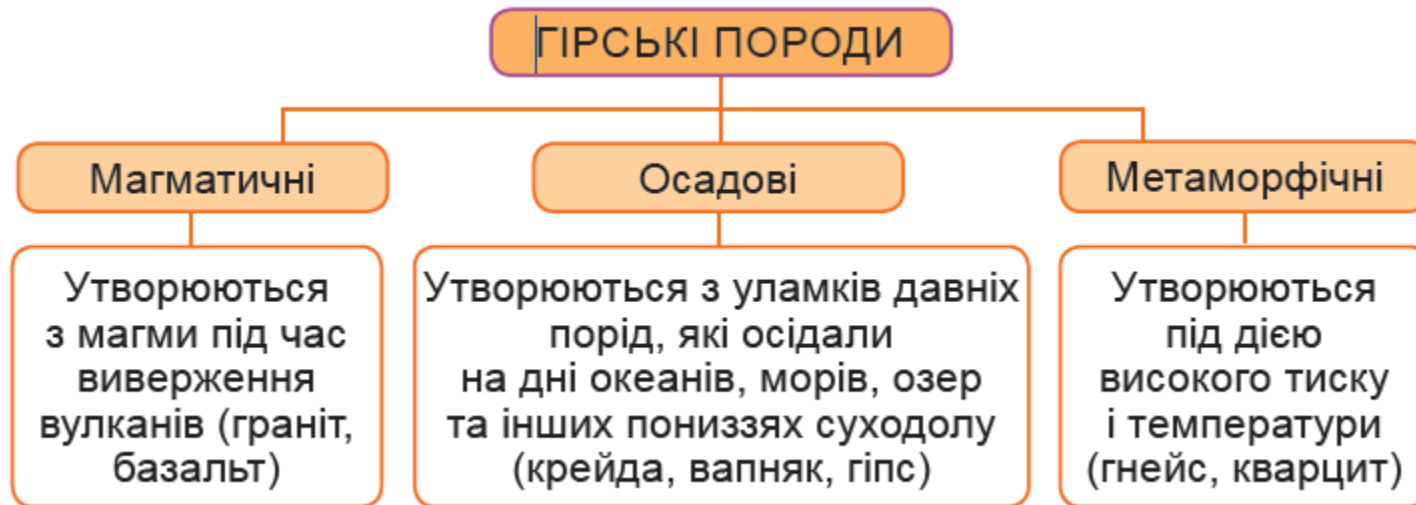 ГІРСЬКІ ПОРОДИ
Магматичні
Утворюються
з магми під час
виверження
вулканів (граніт,
базальт)
Осадові
Утворюються з уламків давніх
порід, які осідали
на дні океанів, морів, озер
та інших пониззях суходолу
(крейда, вапняк, гіпс)
Метаморфічні
Утворюються
під дією
високого тиску
і температури
(гнейс, кварцит)